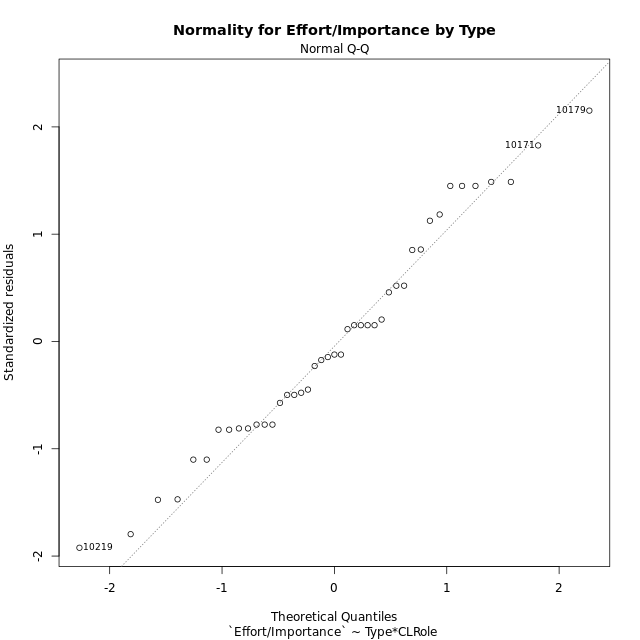 Normality for Effort/Importance by Type
Normal Q-Q
Standardized residuals
2
1
0
-1
-2
10179
10171
10219
-2 -1 0 1 2
Theoretical Quantiles
`Effort/Importance` ~ Type*CLRole